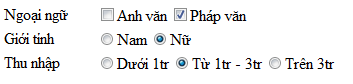 Ngoại ngữ Anh văn Pháp văn
Giới tính Nam Nữ
Thu nhập Dưới 1tr Từ 1tr - 3tr Trên 3tr